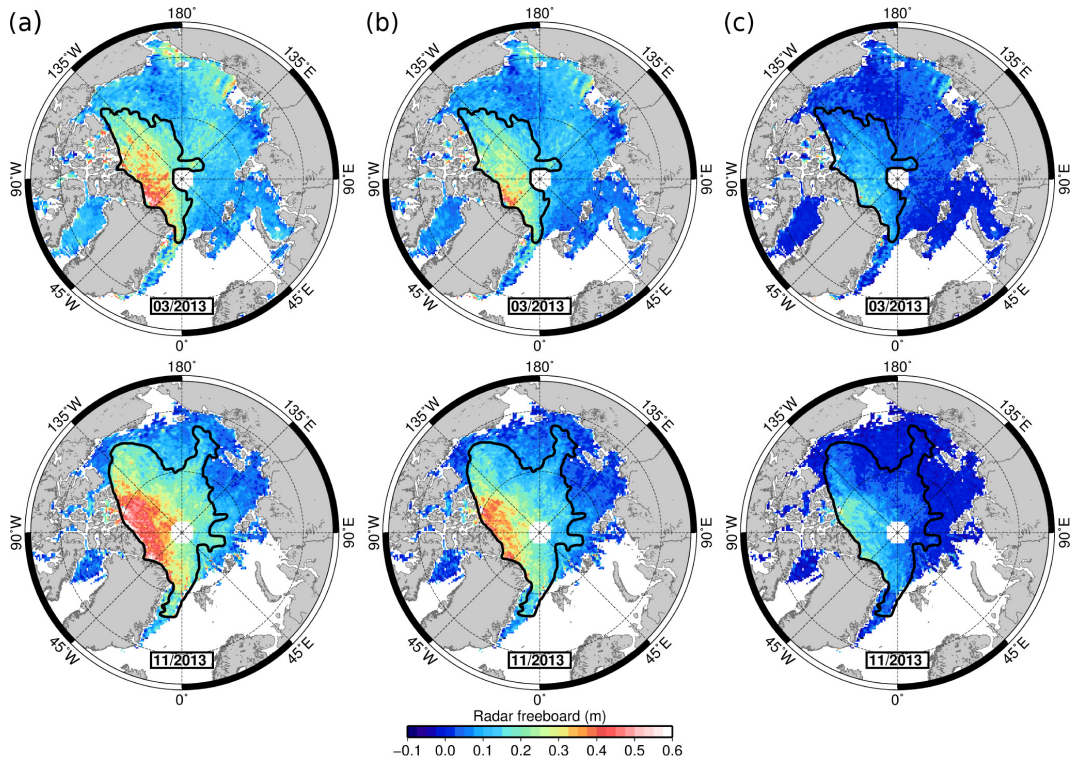 (a) (b) (c)
180° 180° 180°
135°W 135°E 135°W 135°E 135°W 135°E
90°W 90°E 90°W 90°E 90°W 90°E
45°W 45°E 45°W 45°E 45°W 45°E
03/2013 03/2013 03/2013
0° 0° 0°
180° 180° 180°
135°W 135°E 135°W 135°E 135°W 135°E
90°W 90°E 90°W 90°E 90°W 90°E
45°W 45°E 45°W 45°E 45°W 45°E
11/2013 11/2013 11/2013
0° 0° 0°
Radar freeboard (m)
−0.1 0.0 0.1 0.2 0.3 0.4 0.5 0.6